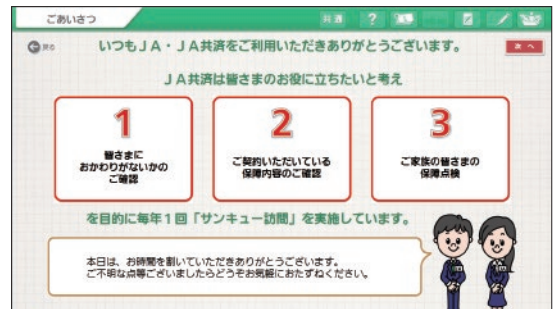 ごあいさつ
共通
?
戻る
いつもJA・JA共済をご利用いただきありがとうございます。
次へ
JA共済は皆さまのお役に立ちたいと考え
1
皆さまに
おかわりがないかの
ご確認
2
ご契約いただいている
保障内容のご確認
3
ご家族の皆さまの
保障点検
を目的に毎年1回「サンキュー訪問」を実施しています。
本日は、お時間を割いていただきありがとうございます。
ご不明な点等ございましたらどうぞお気軽におたずねください。